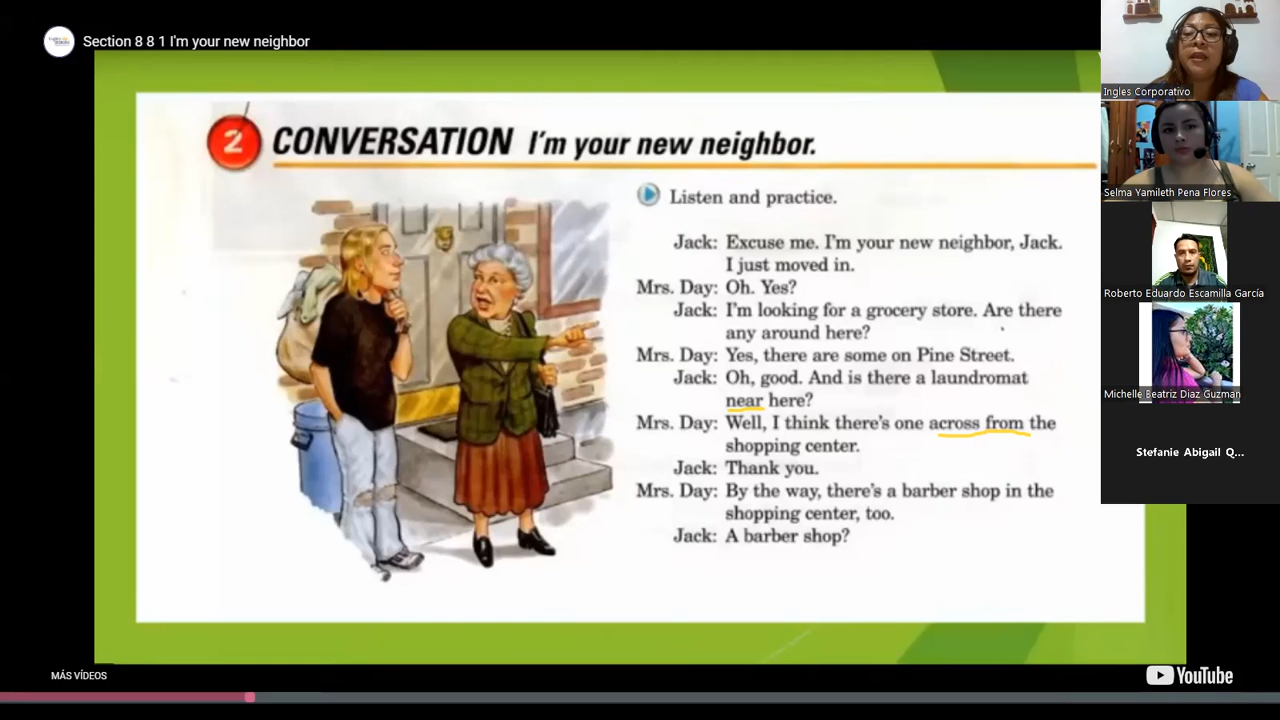 Section 8 8 1 I'm your new neighbor
2 CONVERSATION I'm your new neighbor.
Listen and practice.
Jack: Excuse me. I'm your new neighbor, Jack.
I just moved in.
Mrs. Day: Oh. Yes?
Jack: I'm looking for a grocery store. Are there
any around here?
Mrs. Day: Yes, there are some on Pine Street.
Jack: Oh, good. And is there a laundromat
near here?
Mrs. Day: Well, I think there's one across from the
shopping center.
Jack: Thank you.
Mrs. Day: By the way, there's a barber shop in the
shopping center, too.
Jack: A barber shop?
Ingles Corporativo
Selma Yamileth Pena Flores
Roberto Eduardo Escamilla García
Michelle Beatriz Diaz Guzman
Stefanie Abigail Q...
MÁS VÍDEOS
YouTube